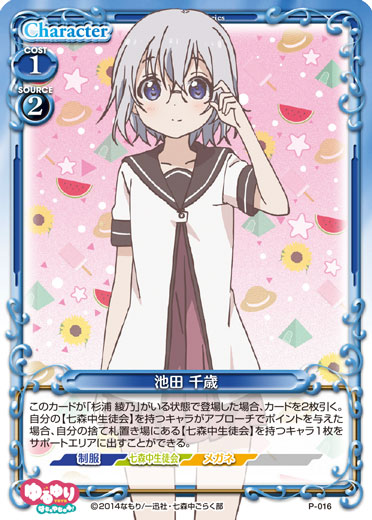 Character
COST
1
SOURCE
2
池田 千歳
このカードが「杉浦 綾乃」がいる状態で登場した場合、カードを2枚引く。
自分の【七森中生徒会】を持つキャラがアプローチでポイントを与えた
場合、自分の捨て札置き場にある【七森中生徒会】を持つキャラ1枚を
サポートエリアに出すことができる。
制服 七森中生徒会 メガネ
ゆるゆり
P-016
©2014なもり/一迅社・七森中ごらく部